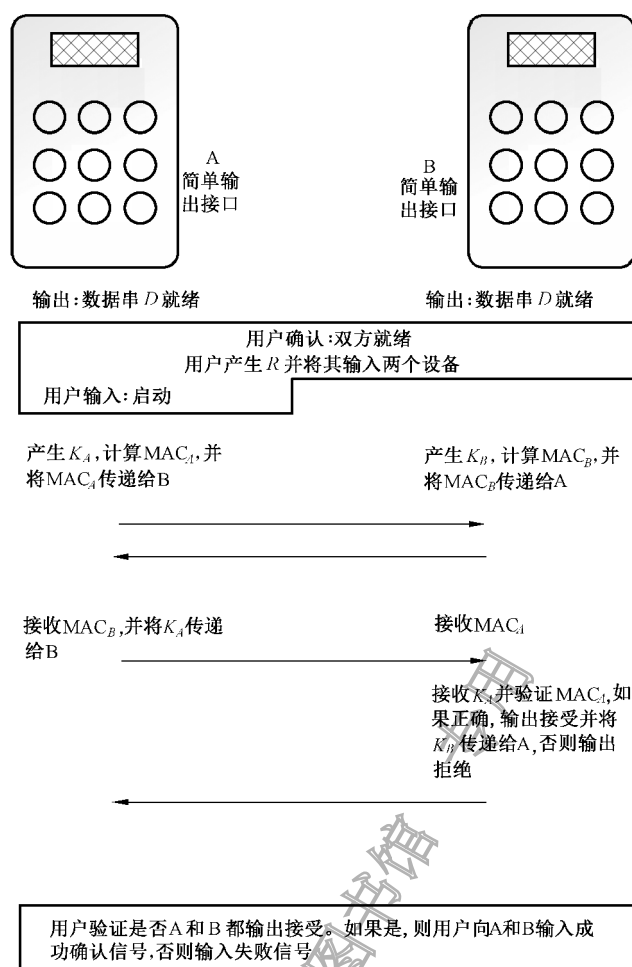 A
简单输
出接口
B
简单输
出接口
输出:数据串D就绪
输出:数据串D就绪
用户确认:双方就绪
用户产生R并将其输入两个设备
用户输入:启动
产生K_A,计算MAC_A,并
将MAC_A传递给B
产生K_B,计算MAC_B,并
将MAC_B传递给A
接收MAC_B,并将K_A传递
给B
接收MAC_A
接收K_A并验证MAC_A,如
果正确,输出接受并将
K_B传递给A,否则输出
拒绝
用户验证是否A和B都输出接受。如果是,则用户向A和B输入成
功确认信号,否则输入失败信号
图书馆 专用